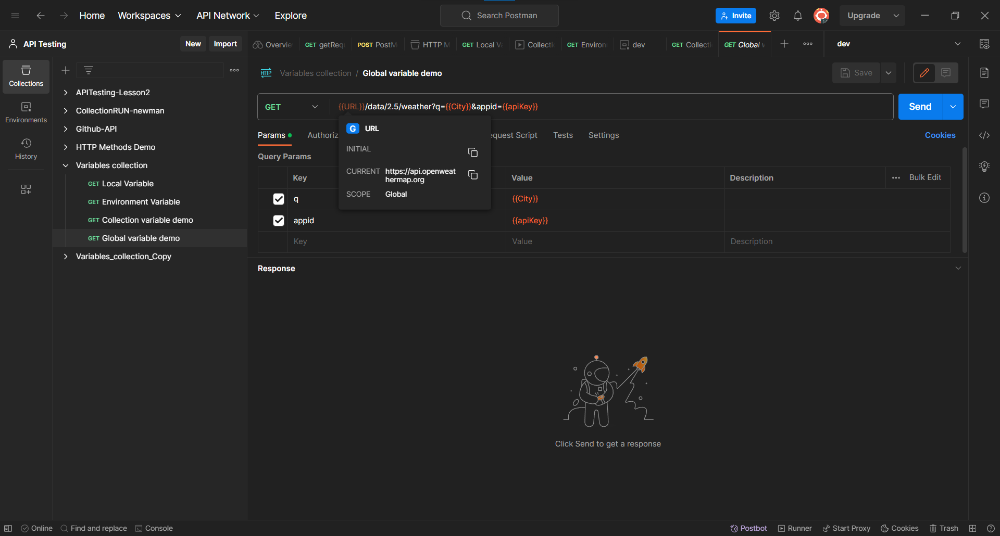 Home
Workspaces
API Network
Explore
Search Postman
Invite
Upgrade
API Testing
New
Import
Overvie
GET getRequ
POST PostM
HTTP M
GET Local Va
Collecti
GET Environ
dev
GET Collecti
GET Global v
dev
Collections
Environments
History
APITesting-Lesson2
CollectionRUN-newman
Github-API
HTTP Methods Demo
Variables collection
GET Local Variable
GET Environment Variable
GET Collection variable demo
GET Global variable demo
Variables_collection_Copy
HTTP Variables collection / Global variable demo
Save
GET
{{URL}}/data/2.5/weather?q={{City}}&appid={{apiKey}}
Send
G URL
INITIAL
CURRENT https://api.openweat
hermap.org
SCOPE Global
Params
Authoriz
equest Script
Tests
Settings
Cookies
Query Params
Key
Value
Description
Bulk Edit
q
{{City}}
appid
{{apiKey}}
Key
Value
Description
Response
Click Send to get a response
Online
Find and replace
Console
Postbot
Runner
Start Proxy
Cookies
Trash